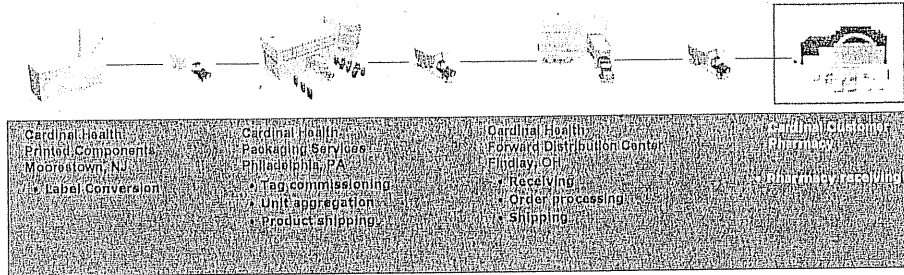 Cardinal Health
Printed Components
Moorestown, NJ
• Label Conversion
Cardinal Health
Packaging Services
Philadelphia, PA
• Tag commissioning
• Unit aggregation
• Product shipping
Cardinal Health
Forward Distribution Center
Findlay, OH
• Receiving
• Order processing
• Shipping
Cardinal Customer
Pharmacy
• Pharmacy receiving